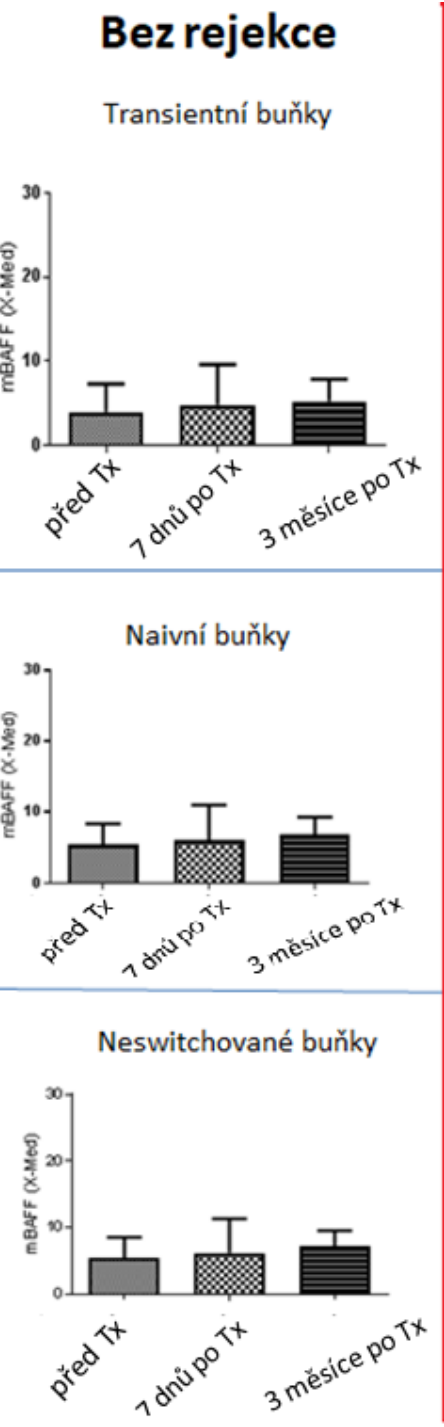 Bez rejekce
Transientní buňky
mBAFF (X-Med)
30
20
10
0
před Tx
7 dnů po Tx
3 měsíce po Tx
Naivní buňky
mBAFF (X-Med)
30
20
10
0
před Tx
7 dnů po Tx
3 měsíce po Tx
Neswitchované buňky
mBAFF (X-Med)
30
20
10
0
před Tx
7 dnů po Tx
3 měsíce po Tx